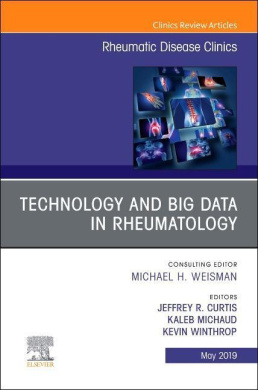 Clinics Review Articles
Rheumatic Disease Clinics
TECHNOLOGY AND BIG DATA
IN RHEUMATOLOGY
CONSULTING EDITOR
MICHAEL H. WEISMAN
EDITORS
JEFFREY R. CURTIS
KALEB MICHAUD
KEVIN WINTHROP
ELSEVIER
May 2019